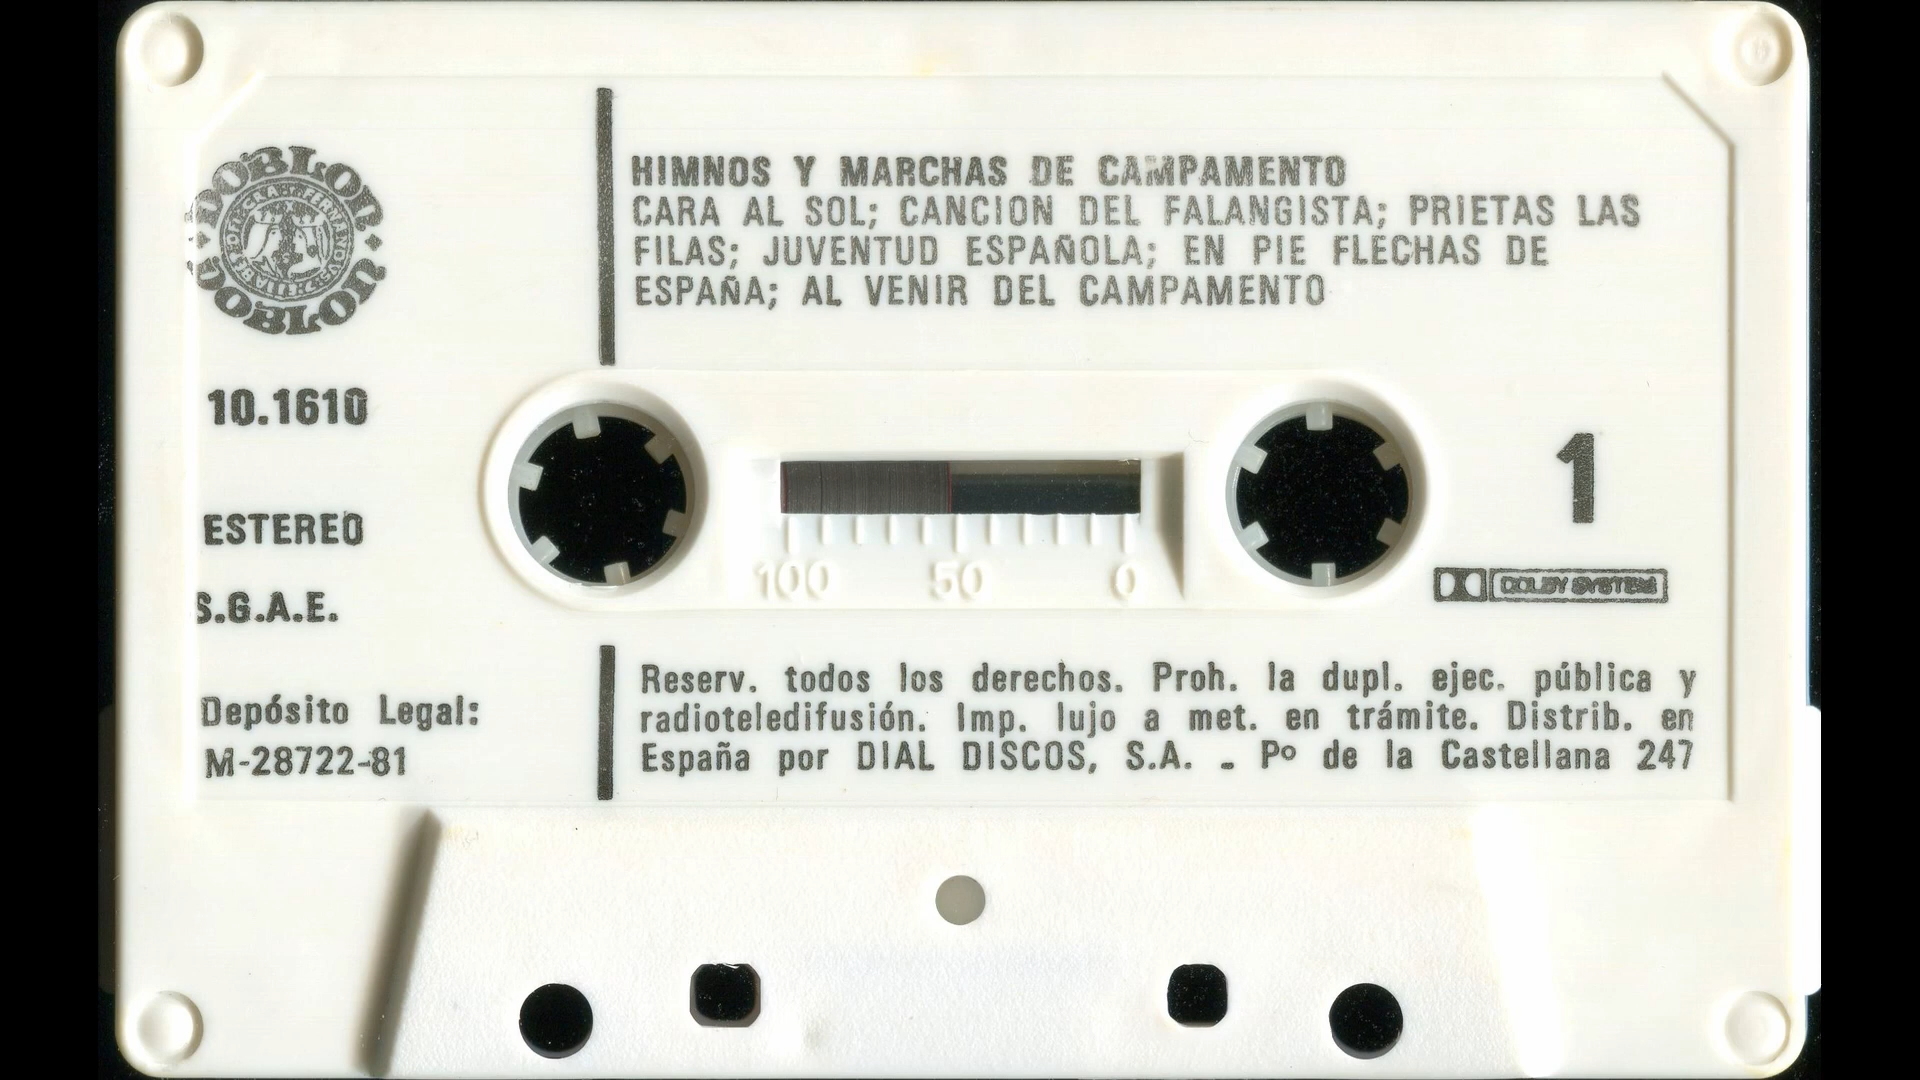 DOBLON
DOBLON
10.1610
ESTEREO
S.G.A.E.
Depósito Legal:
M-28722-81
HIMNOS Y MARCHAS DE CAMPAMENTO
CARA AL SOL; CANCION DEL FALANGISTA; PRIETAS LAS
FILAS; JUVENTUD ESPAÑOLA; EN PIE FLECHAS DE
ESPAÑA; AL VENIR DEL CAMPAMENTO
100 50 0
1
DOLBY SYSTEM
Reserv. todos los derechos. Proh. la dupl. ejec. pública y
radioteledifusión. Imp. lujo a met. en trámite. Distrib. en
España por DIAL DISCOS, S.A. - Pº de la Castellana 247